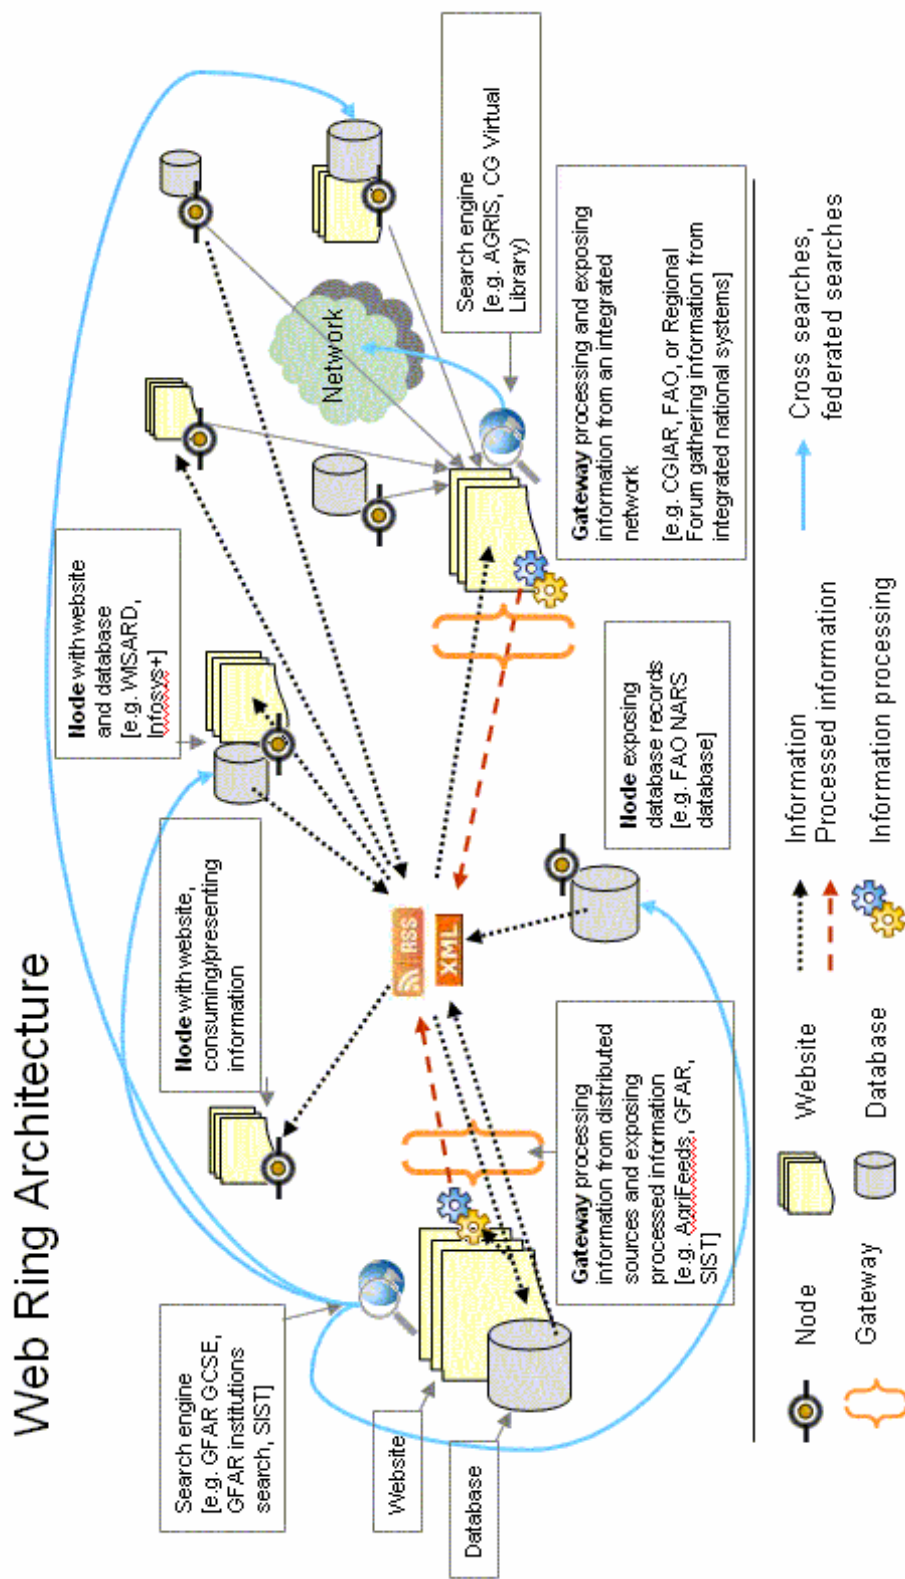 Web Ring Architecture
Search engine
[e.g. GFAR GCSE,
GFAR institutions
search, SIST]
Website
Database
Node with website,
consuming/presenting
information
Node with website
and database
[e.g. WISARD,
Infosys+]
RSS
XML
Network
Search engine
[e.g. AGRIS, CG Virtual
Library)
Gateway processing
information from distributed
sources and exposing
processed information
[e.g. AgriFeeds, GFAR,
SIST]
Node exposing
database records
[e.g. FAO NARS
database]
Gateway processing and exposing
information from an integrated
network
[e.g. CGIAR, FAO, or Regional
Forum gathering information from
integrated national systems]
Node
Gateway
Website
Database
Information
Processed information
Information processing
Cross searches,
federated searches